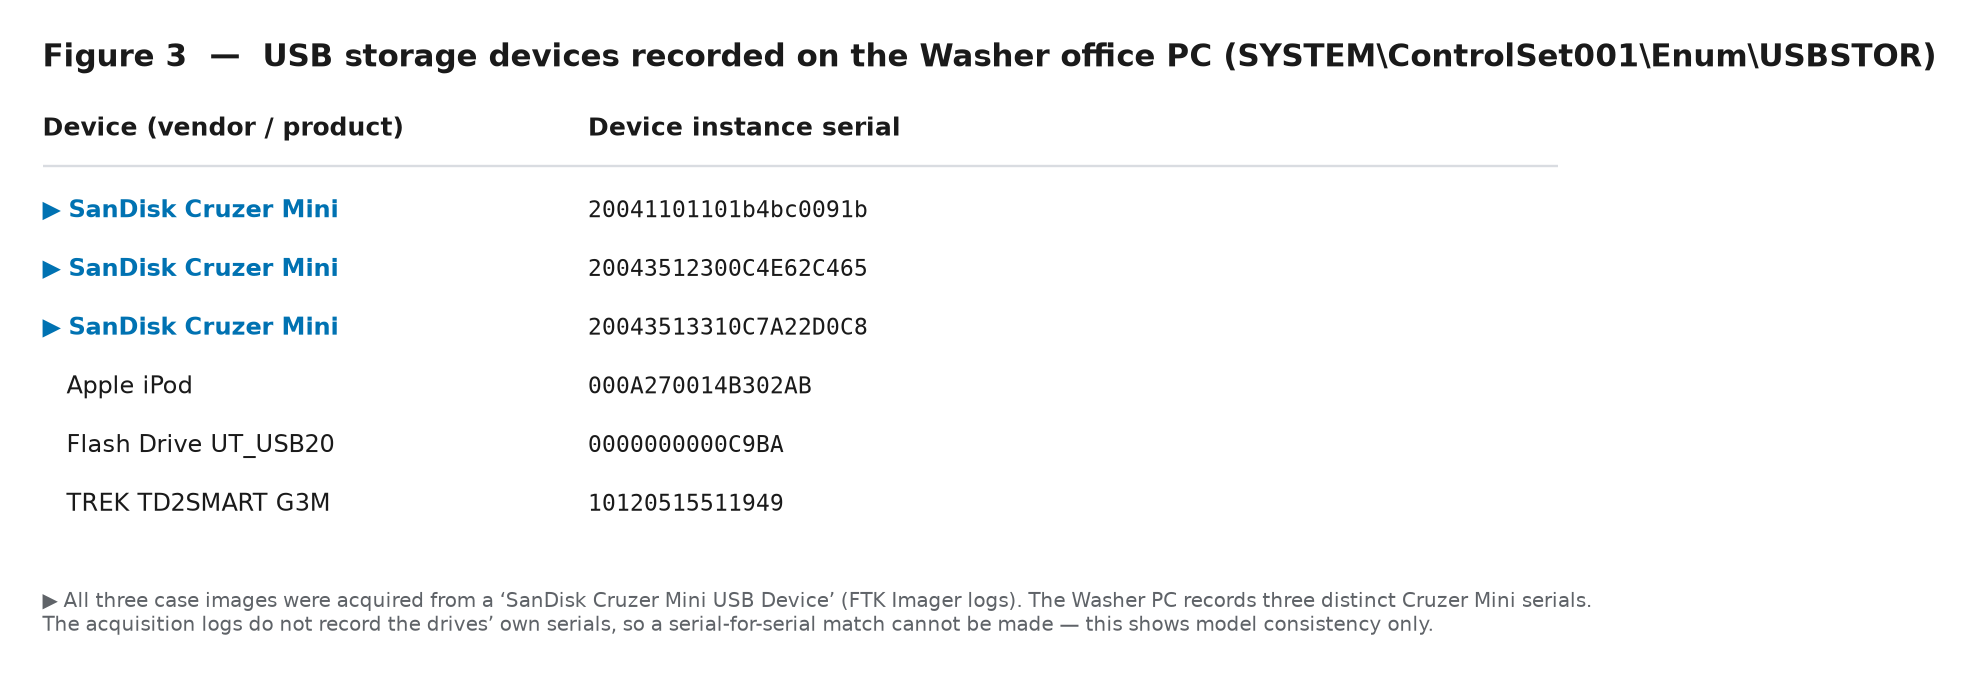 Figure 3 — USB storage devices recorded on the Washer office PC (SYSTEM\ControlSet001\Enum\USBSTOR)
Device (vendor / product) Device instance serial
▶ SanDisk Cruzer Mini 20041101101b4bc0091b
▶ SanDisk Cruzer Mini 20043512300C4E62C465
▶ SanDisk Cruzer Mini 20043513310C7A22D0C8
Apple iPod 000A270014B302AB
Flash Drive UT_USB20 0000000000C9BA
TREK TD2SMART G3M 10120515511949
▶ All three case images were acquired from a ‘SanDisk Cruzer Mini USB Device’ (FTK Imager logs). The Washer PC records three distinct Cruzer Mini serials.
The acquisition logs do not record the drives’ own serials, so a serial-for-serial match cannot be made — this shows model consistency only.